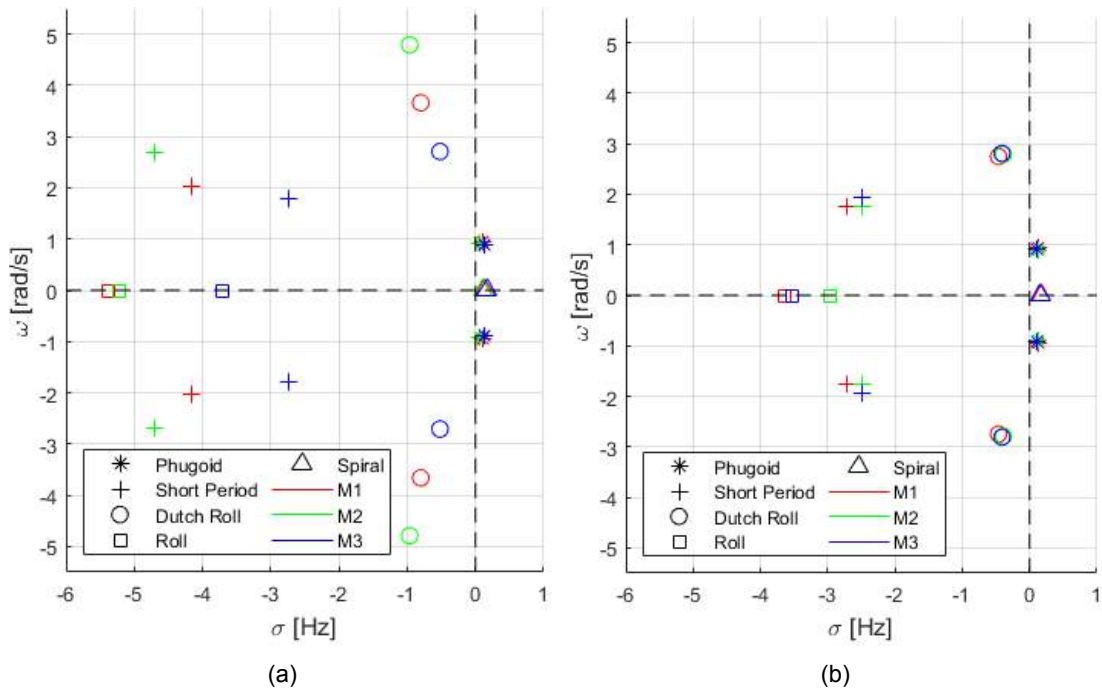 5
4
3
2
1
0
-1
-2
-3
-4
-5
ω [rad/s]
Phugoid
Spiral
Short Period
M1
Dutch Roll
M2
Roll
M3
-6 -5 -4 -3 -2 -1 0 1
σ [Hz]
(a)
5
4
3
2
1
0
-1
-2
-3
-4
-5
ω [rad/s]
Phugoid
Spiral
Short Period
M1
Dutch Roll
M2
Roll
M3
-6 -5 -4 -3 -2 -1 0 1
σ [Hz]
(b)